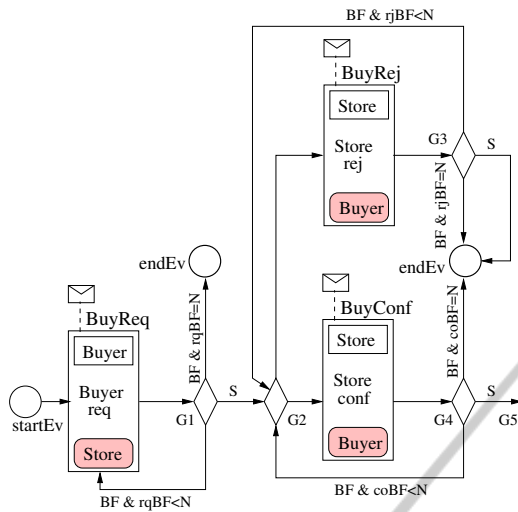 BF & rjBF<N
BuyRej
Store
Store
rej
Buyer
G3
S
BF & rjBF=N
endEv
endEv
BF & rqBF=N
BuyReq
Buyer
Buyer
req
Store
startEv
G1
S
BF & rqBF<N
G2
BuyConf
Store
Store
conf
Buyer
BF & coBF=N
G4
S
G5
BF & coBF<N